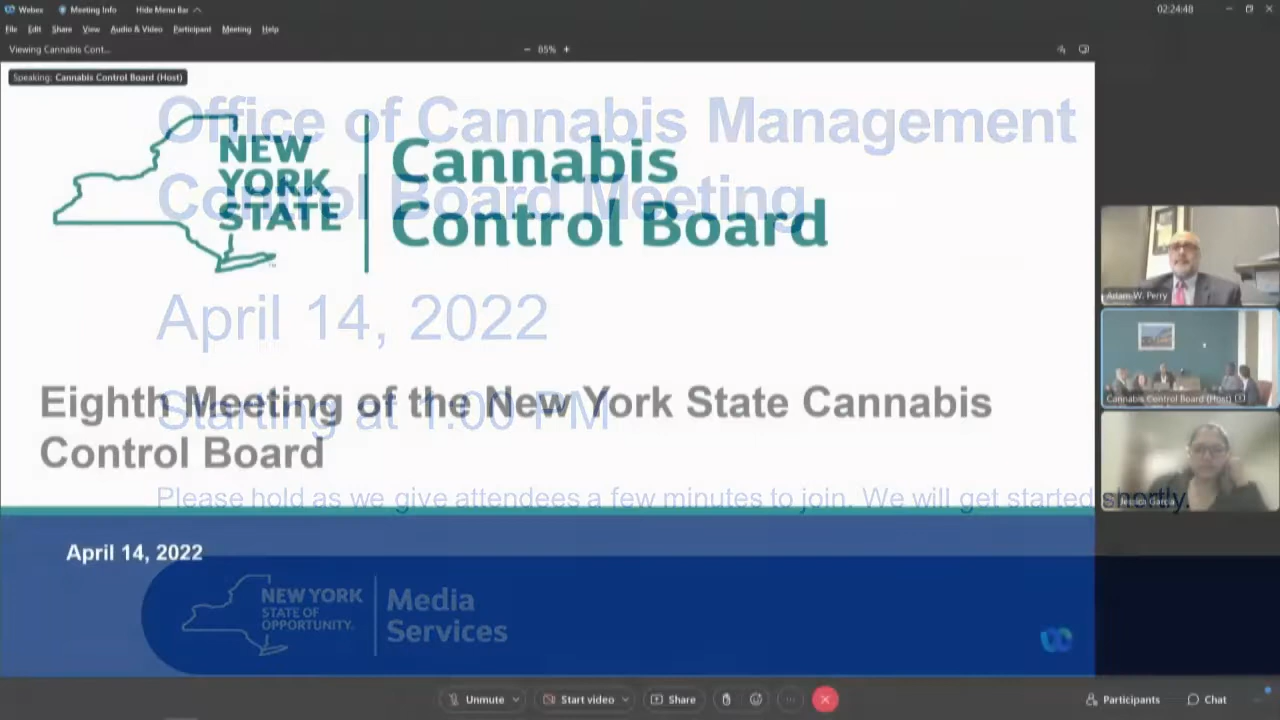 Webex
Meeting Info
Hide Menu Bar
02:24:48
File Edit Share View Audio & Video Participant Meeting Help
Viewing Cannabis Cont...
85%
Speaking: Cannabis Control Board (Host)
Office of Cannabis Management
Control Board Meeting
NEW
YORK
STATE
TM
Cannabis
Control Board
April 14, 2022
Starting at 1:00 PM
Eighth Meeting of the New York State Cannabis
Control Board
Please hold as we give attendees a few minutes to join. We will get started shortly.
April 14, 2022
NEW YORK
STATE OF
OPPORTUNITY.
Media
Services
Adam W. Perry
Cannabis Control Board (Host)
Jessica Garcia
Unmute
Start video
Share
Participants
Chat